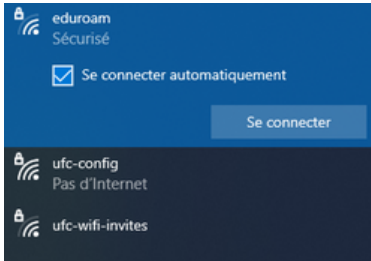 eduroam
Sécurisé
Se connecter automatiquement
Se connecter
ufc-config
Pas d'Internet
ufc-wifi-invites